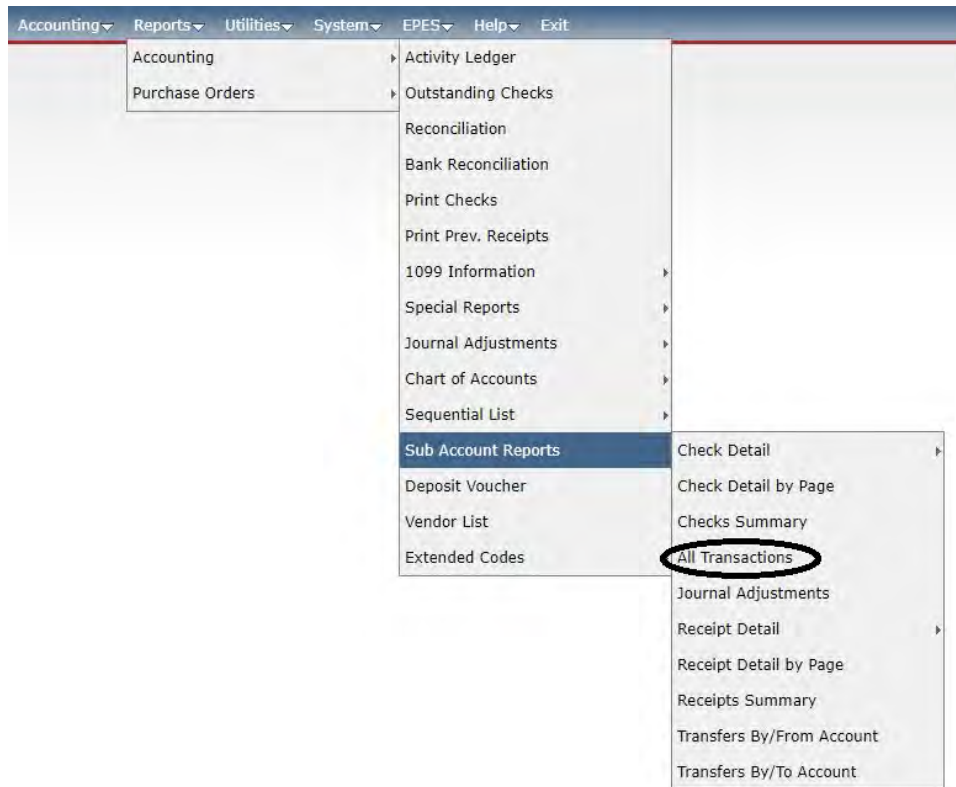 Accounting Reports Utilities System EPES Help Exit
Accounting
Purchase Orders
Activity Ledger
Outstanding Checks
Reconciliation
Bank Reconciliation
Print Checks
Print Prev. Receipts
1099 Information
Special Reports
Journal Adjustments
Chart of Accounts
Sequential List
Sub Account Reports
Deposit Voucher
Vendor List
Extended Codes
Check Detail
Check Detail by Page
Checks Summary
All Transactions
Journal Adjustments
Receipt Detail
Receipt Detail by Page
Receipts Summary
Transfers By/From Account
Transfers By/To Account